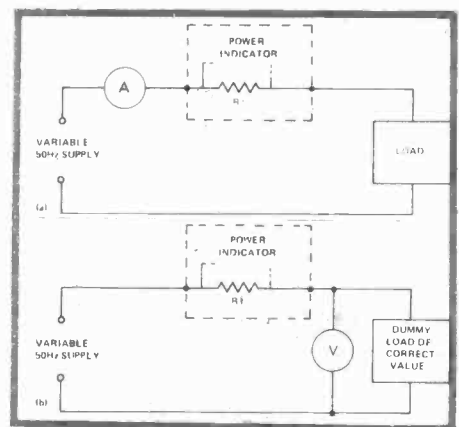 POWER
INDICATOR
A
R1
VARIABLE
50Hz SUPPLY
LOAD
(a)
POWER
INDICATOR
R1
V
DUMMY
LOAD OF
CORRECT
VALUE
VARIABLE
50Hz SUPPLY
(b)